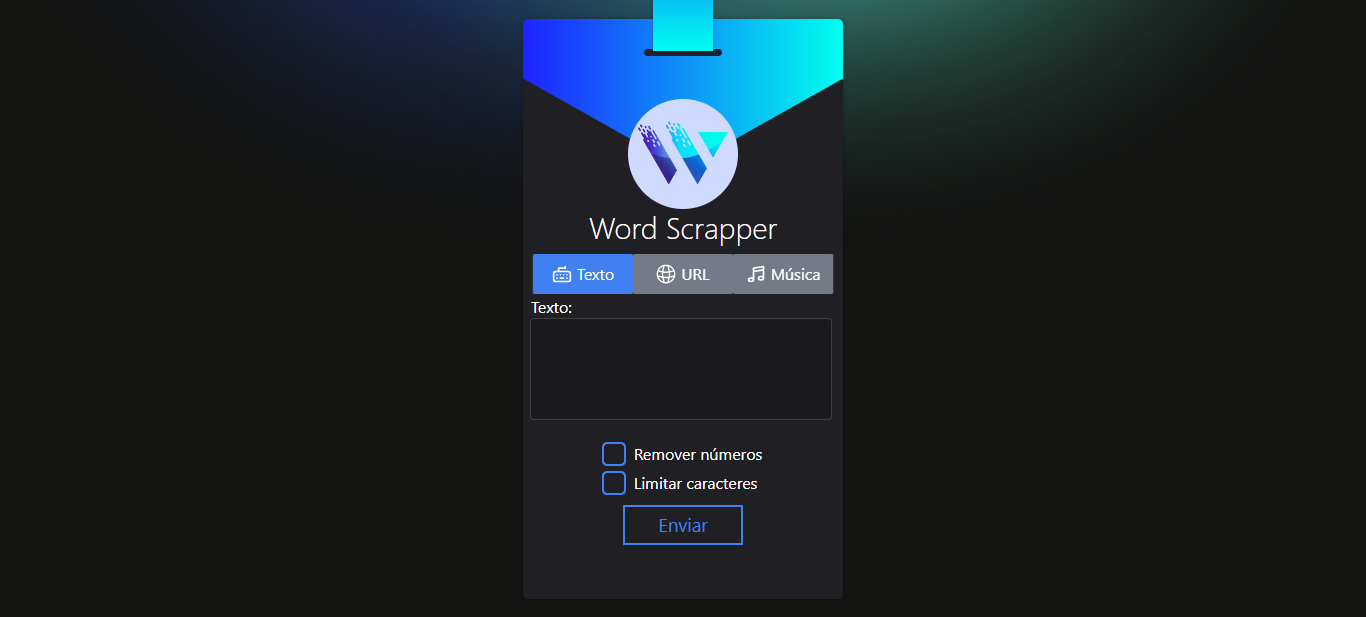 Word Scrapper
Texto URL Música
Texto:
Remover números
Limitar caracteres
Enviar